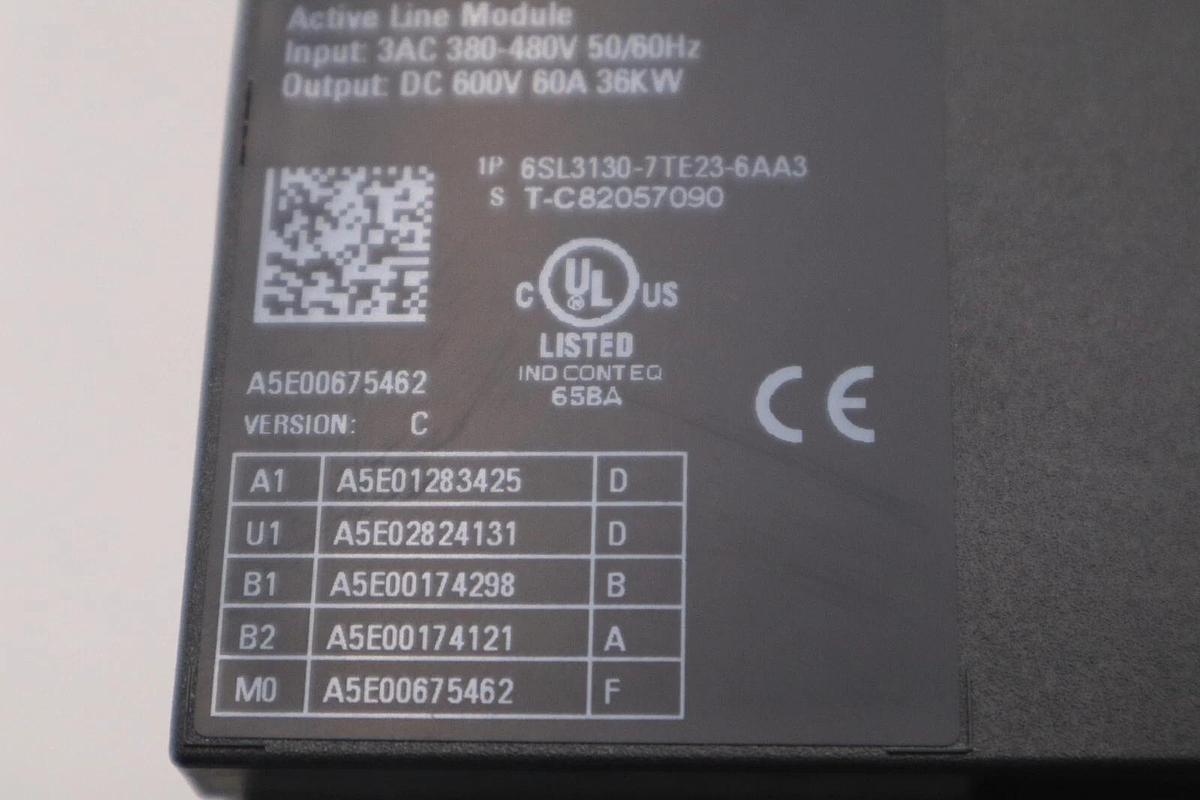 Active Line Module
Input: 3AC 380-480V 50/60Hz
Output: DC 600V 60A 36KW
1P 6SL3130-7TE23-6AA3
S T-C82057090
C UL ® US
LISTED
IND CONT EQ
65BA
CE
A5E00675462
VERSION: C
A1 A5E01283425 D
U1 A5E02824131 D
B1 A5E00174298 B
B2 A5E00174121 A
M0 A5E00675462 F